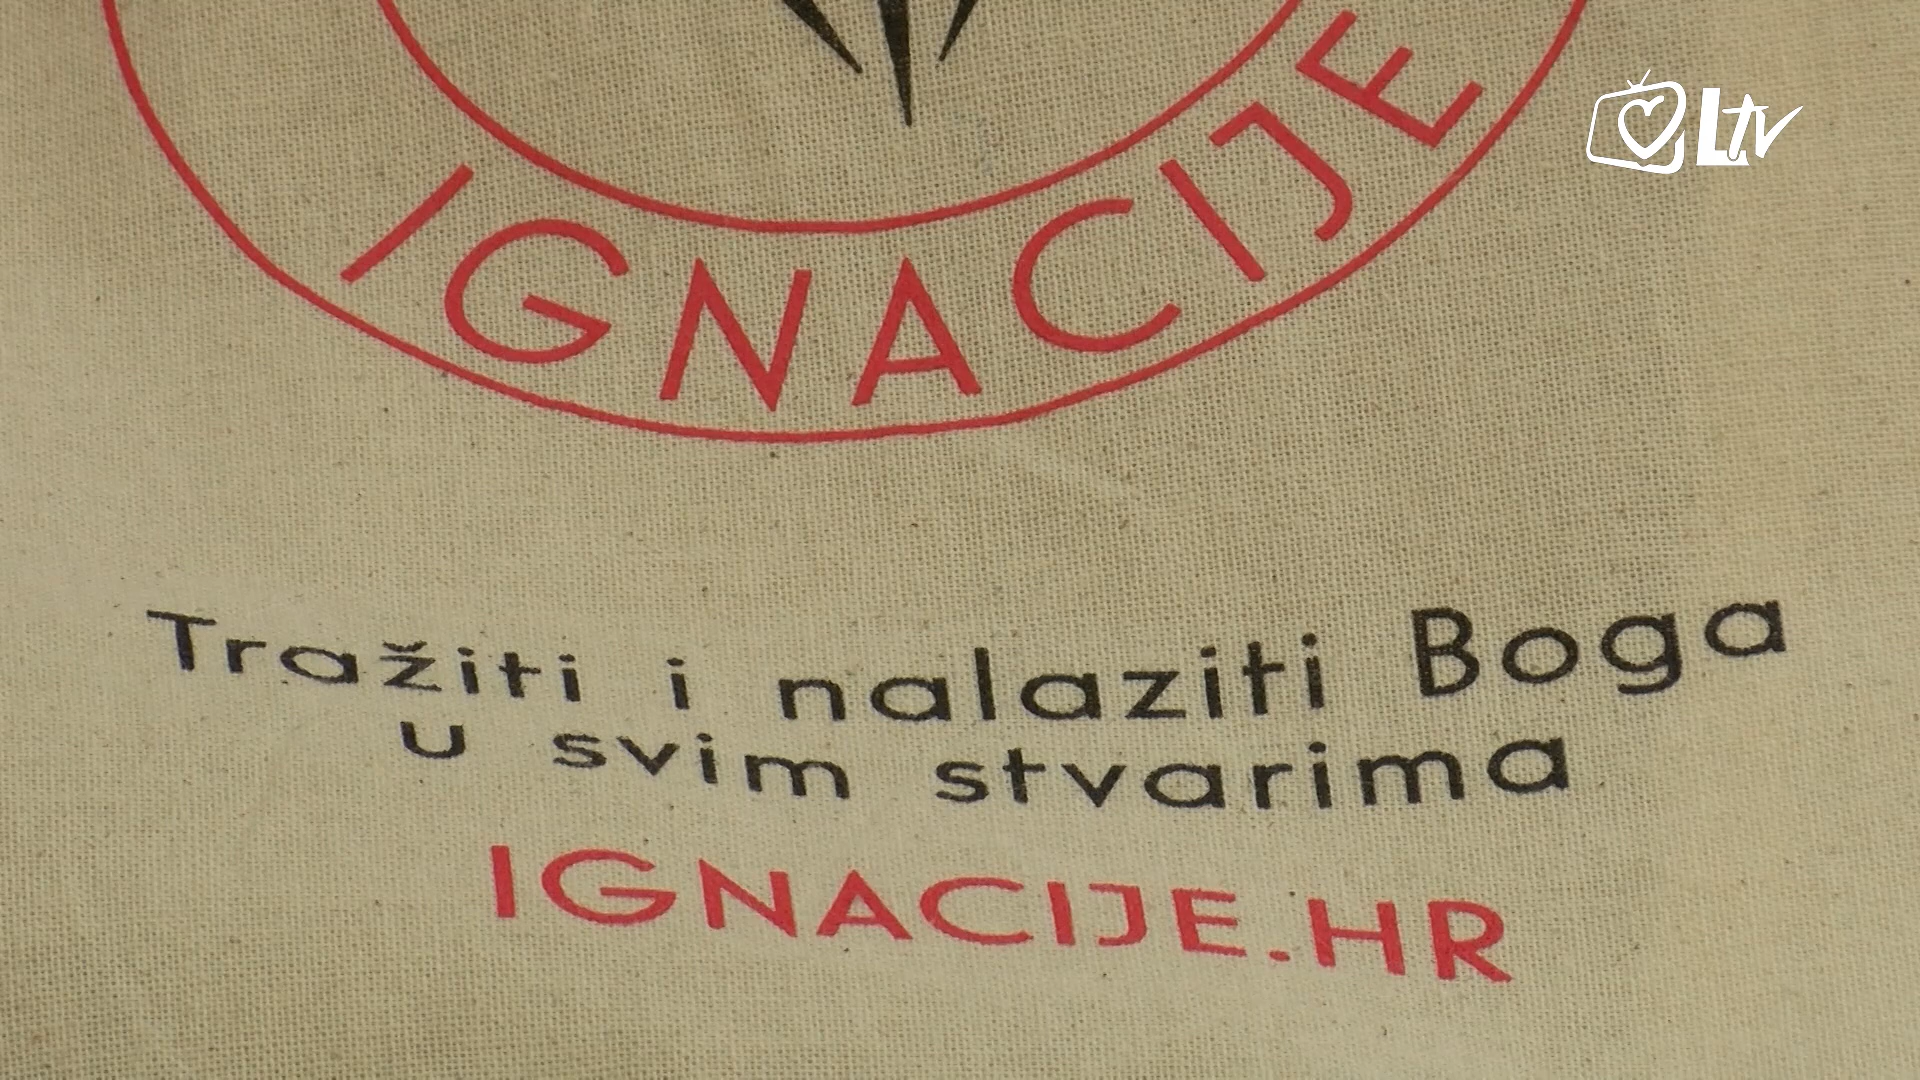 IGNACIJE
LTV
Tražiti i nalaziti Boga
u svim stvarima
IGNACIJE.HR